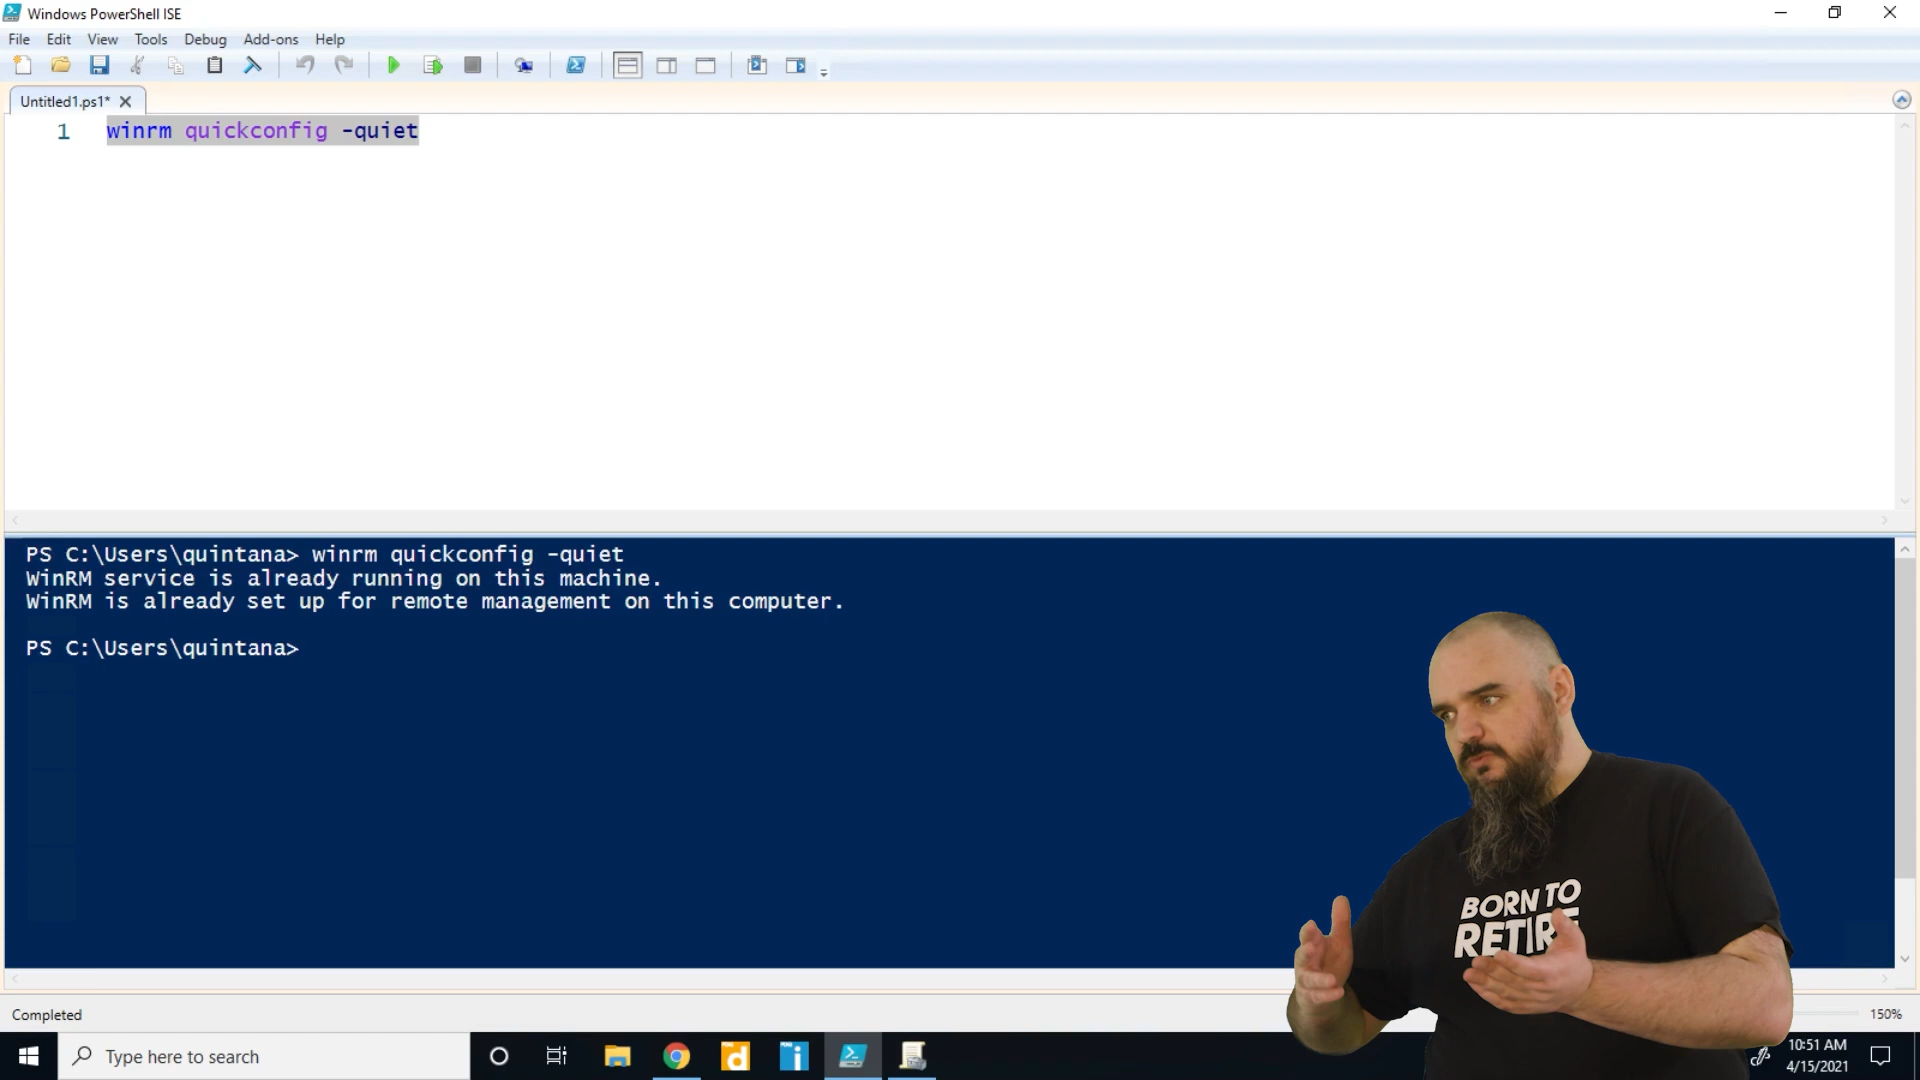 Windows PowerShell ISE
File Edit View Tools Debug Add-ons Help
Untitled1.ps1*
1 winrm quickconfig -quiet
PS C:\Users\quintana> winrm quickconfig -quiet
WinRM service is already running on this machine.
WinRM is already set up for remote management on this computer.
PS C:\Users\quintana>
BORN TO
RETIRE
Completed
150%
Type here to search
10:51 AM
4/15/2021